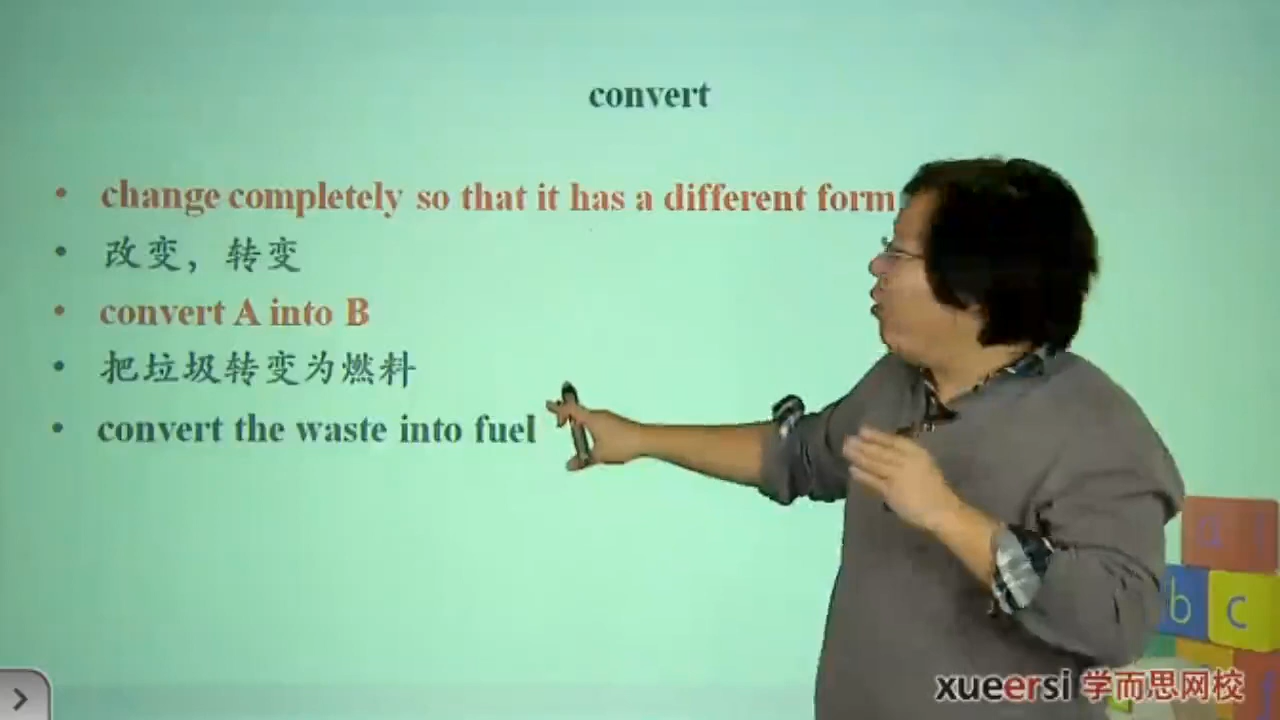 convert
• change completely so that it has a different form
• 改变，转变
• convert A into B
• 把垃圾转变为燃料
• convert the waste into fuel
a
b c
xueersi 学而思网校